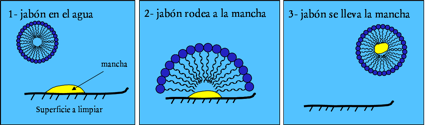 1- jabón en el agua
mancha
Superficie a limpiar
2- jabón rodea a la mancha
3- jabón se lleva la mancha